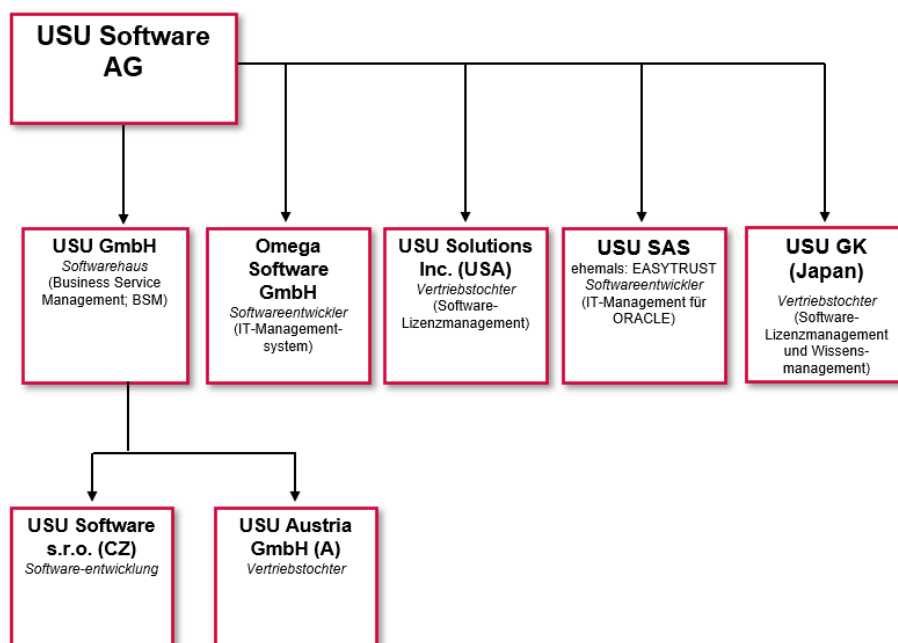 USU Software
AG
USU GmbH
Softwarehaus
(Business Service
Management; BSM)
Omega
Software
GmbH
Softwareentwickler
(IT-Management-
system)
USU Solutions
Inc. (USA)
Vertriebstochter
(Software-
Lizenzmanagement)
USU SAS
ehemals: EASYTRUST
Softwareentwickler
(IT-Management für
ORACLE)
USU GK
(Japan)
Vertriebstochter
(Software-
Lizenzmanagement
und Wissens-
management)
USU Software
s.r.o. (CZ)
Software-entwicklung
USU Austria
GmbH (A)
Vertriebstochter